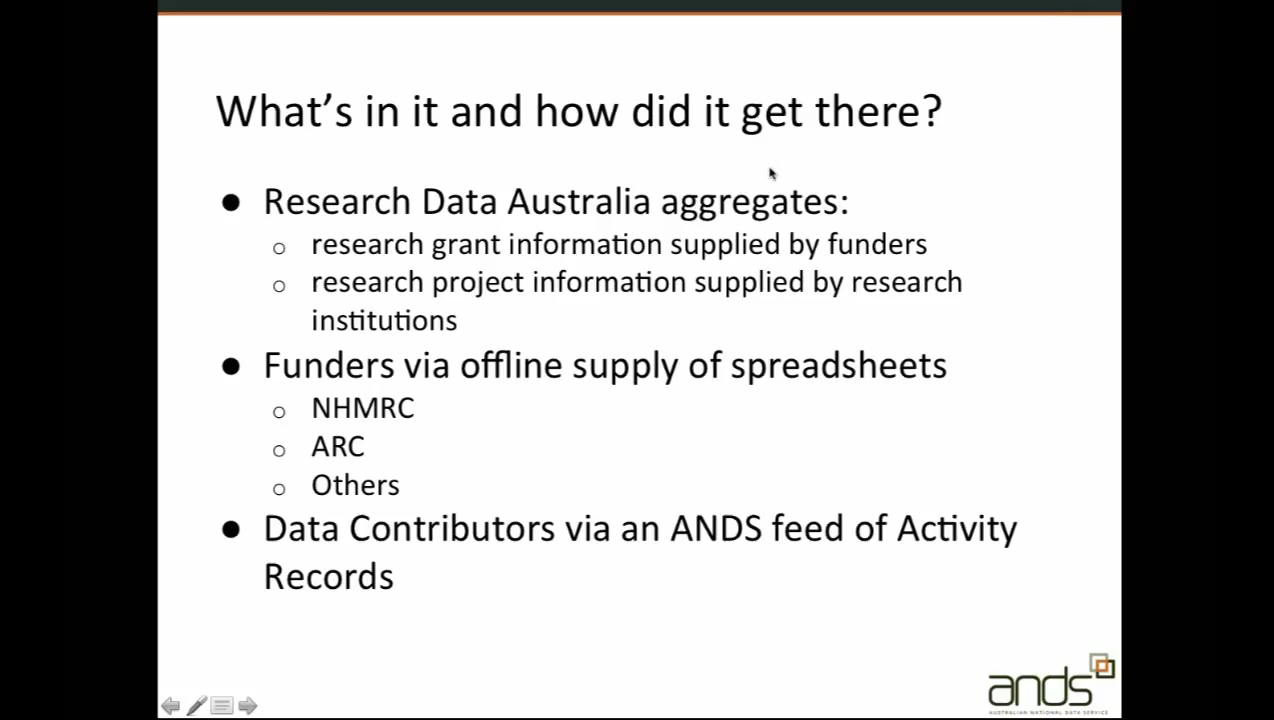 What's in it and how did it get there?
● Research Data Australia aggregates:
○ research grant information supplied by funders
○ research project information supplied by research
institutions
● Funders via offline supply of spreadsheets
○ NHMRC
○ ARC
○ Others
● Data Contributors via an ANDS feed of Activity
Records
ands
AUSTRALIAN NATIONAL DATA SERVICE